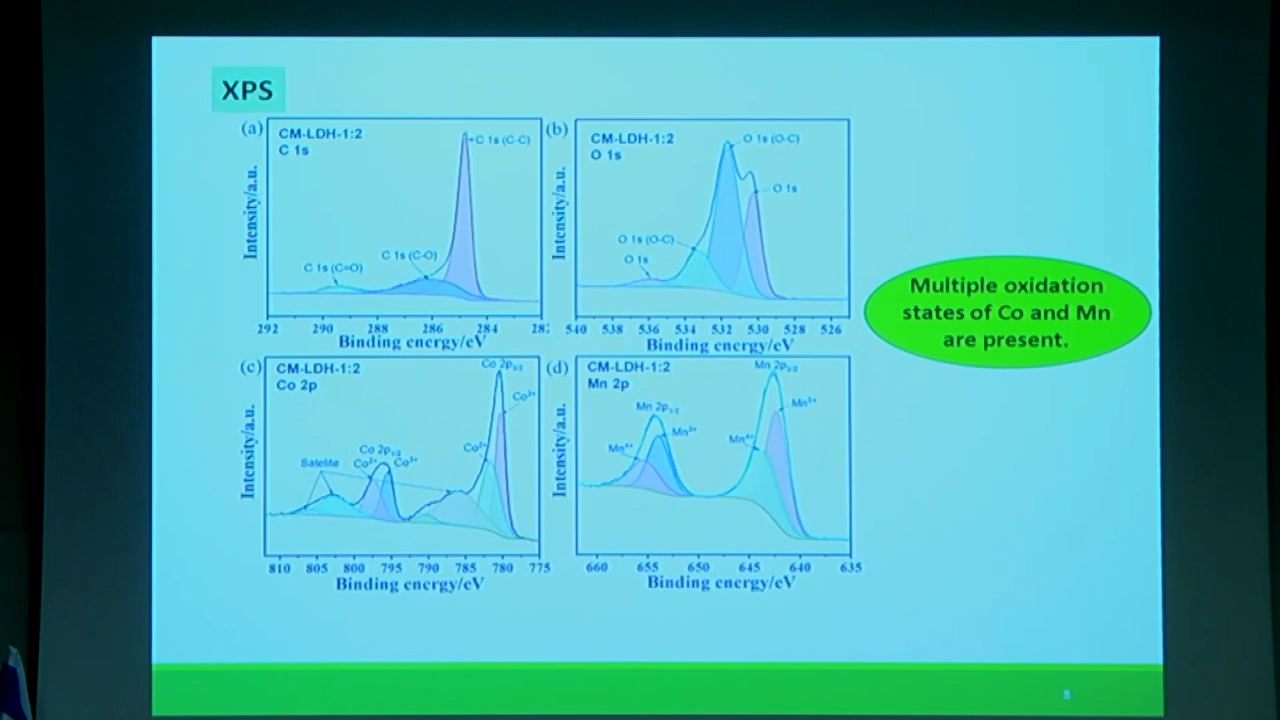 XPS
(a)
CM-LDH-1:2
C 1s
C 1s (C-C)
C 1s (C-O)
C 1s (C=O)
Intensity/a.u.
292 290 288 286 284 282
Binding energy/eV
(b)
CM-LDH-1:2
O 1s
O 1s (O-C)
O 1s
O 1s (O-C)
O 1s
Intensity/a.u.
540 538 536 534 532 530 528 526
Binding energy/eV
Multiple oxidation
states of Co and Mn
are present.
(c)
CM-LDH-1:2
Co 2p
Co 2p3/2
Co3+
Co2+
Co 2p1/2
Co2+ Co3+
Satelite
Intensity/a.u.
810 805 800 795 790 785 780 775
Binding energy/eV
(d)
CM-LDH-1:2
Mn 2p
Mn 2p3/2
Mn4+
Mn 2p1/2
Mn4+
Intensity/a.u.
660 655 650 645 640 635
Binding energy/eV
8